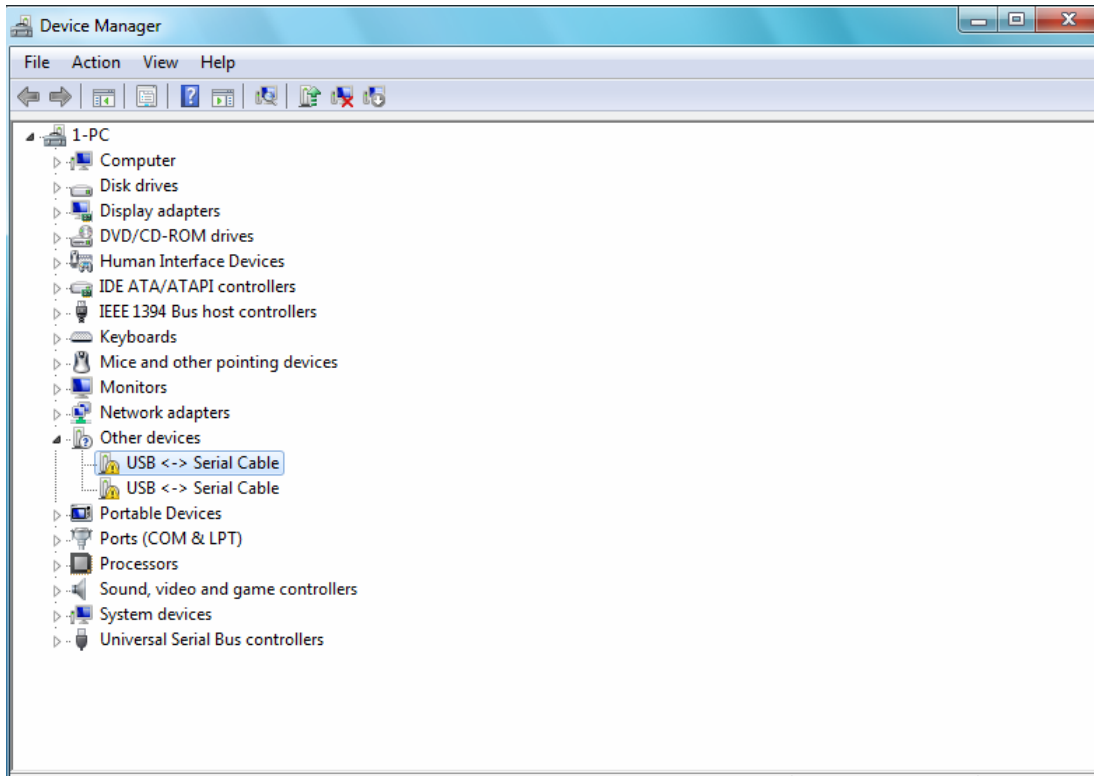 Device Manager
File Action View Help
1-PC
Computer
Disk drives
Display adapters
DVD/CD-ROM drives
Human Interface Devices
IDE ATA/ATAPI controllers
IEEE 1394 Bus host controllers
Keyboards
Mice and other pointing devices
Monitors
Network adapters
Other devices
USB <-> Serial Cable
USB <-> Serial Cable
Portable Devices
Ports (COM & LPT)
Processors
Sound, video and game controllers
System devices
Universal Serial Bus controllers